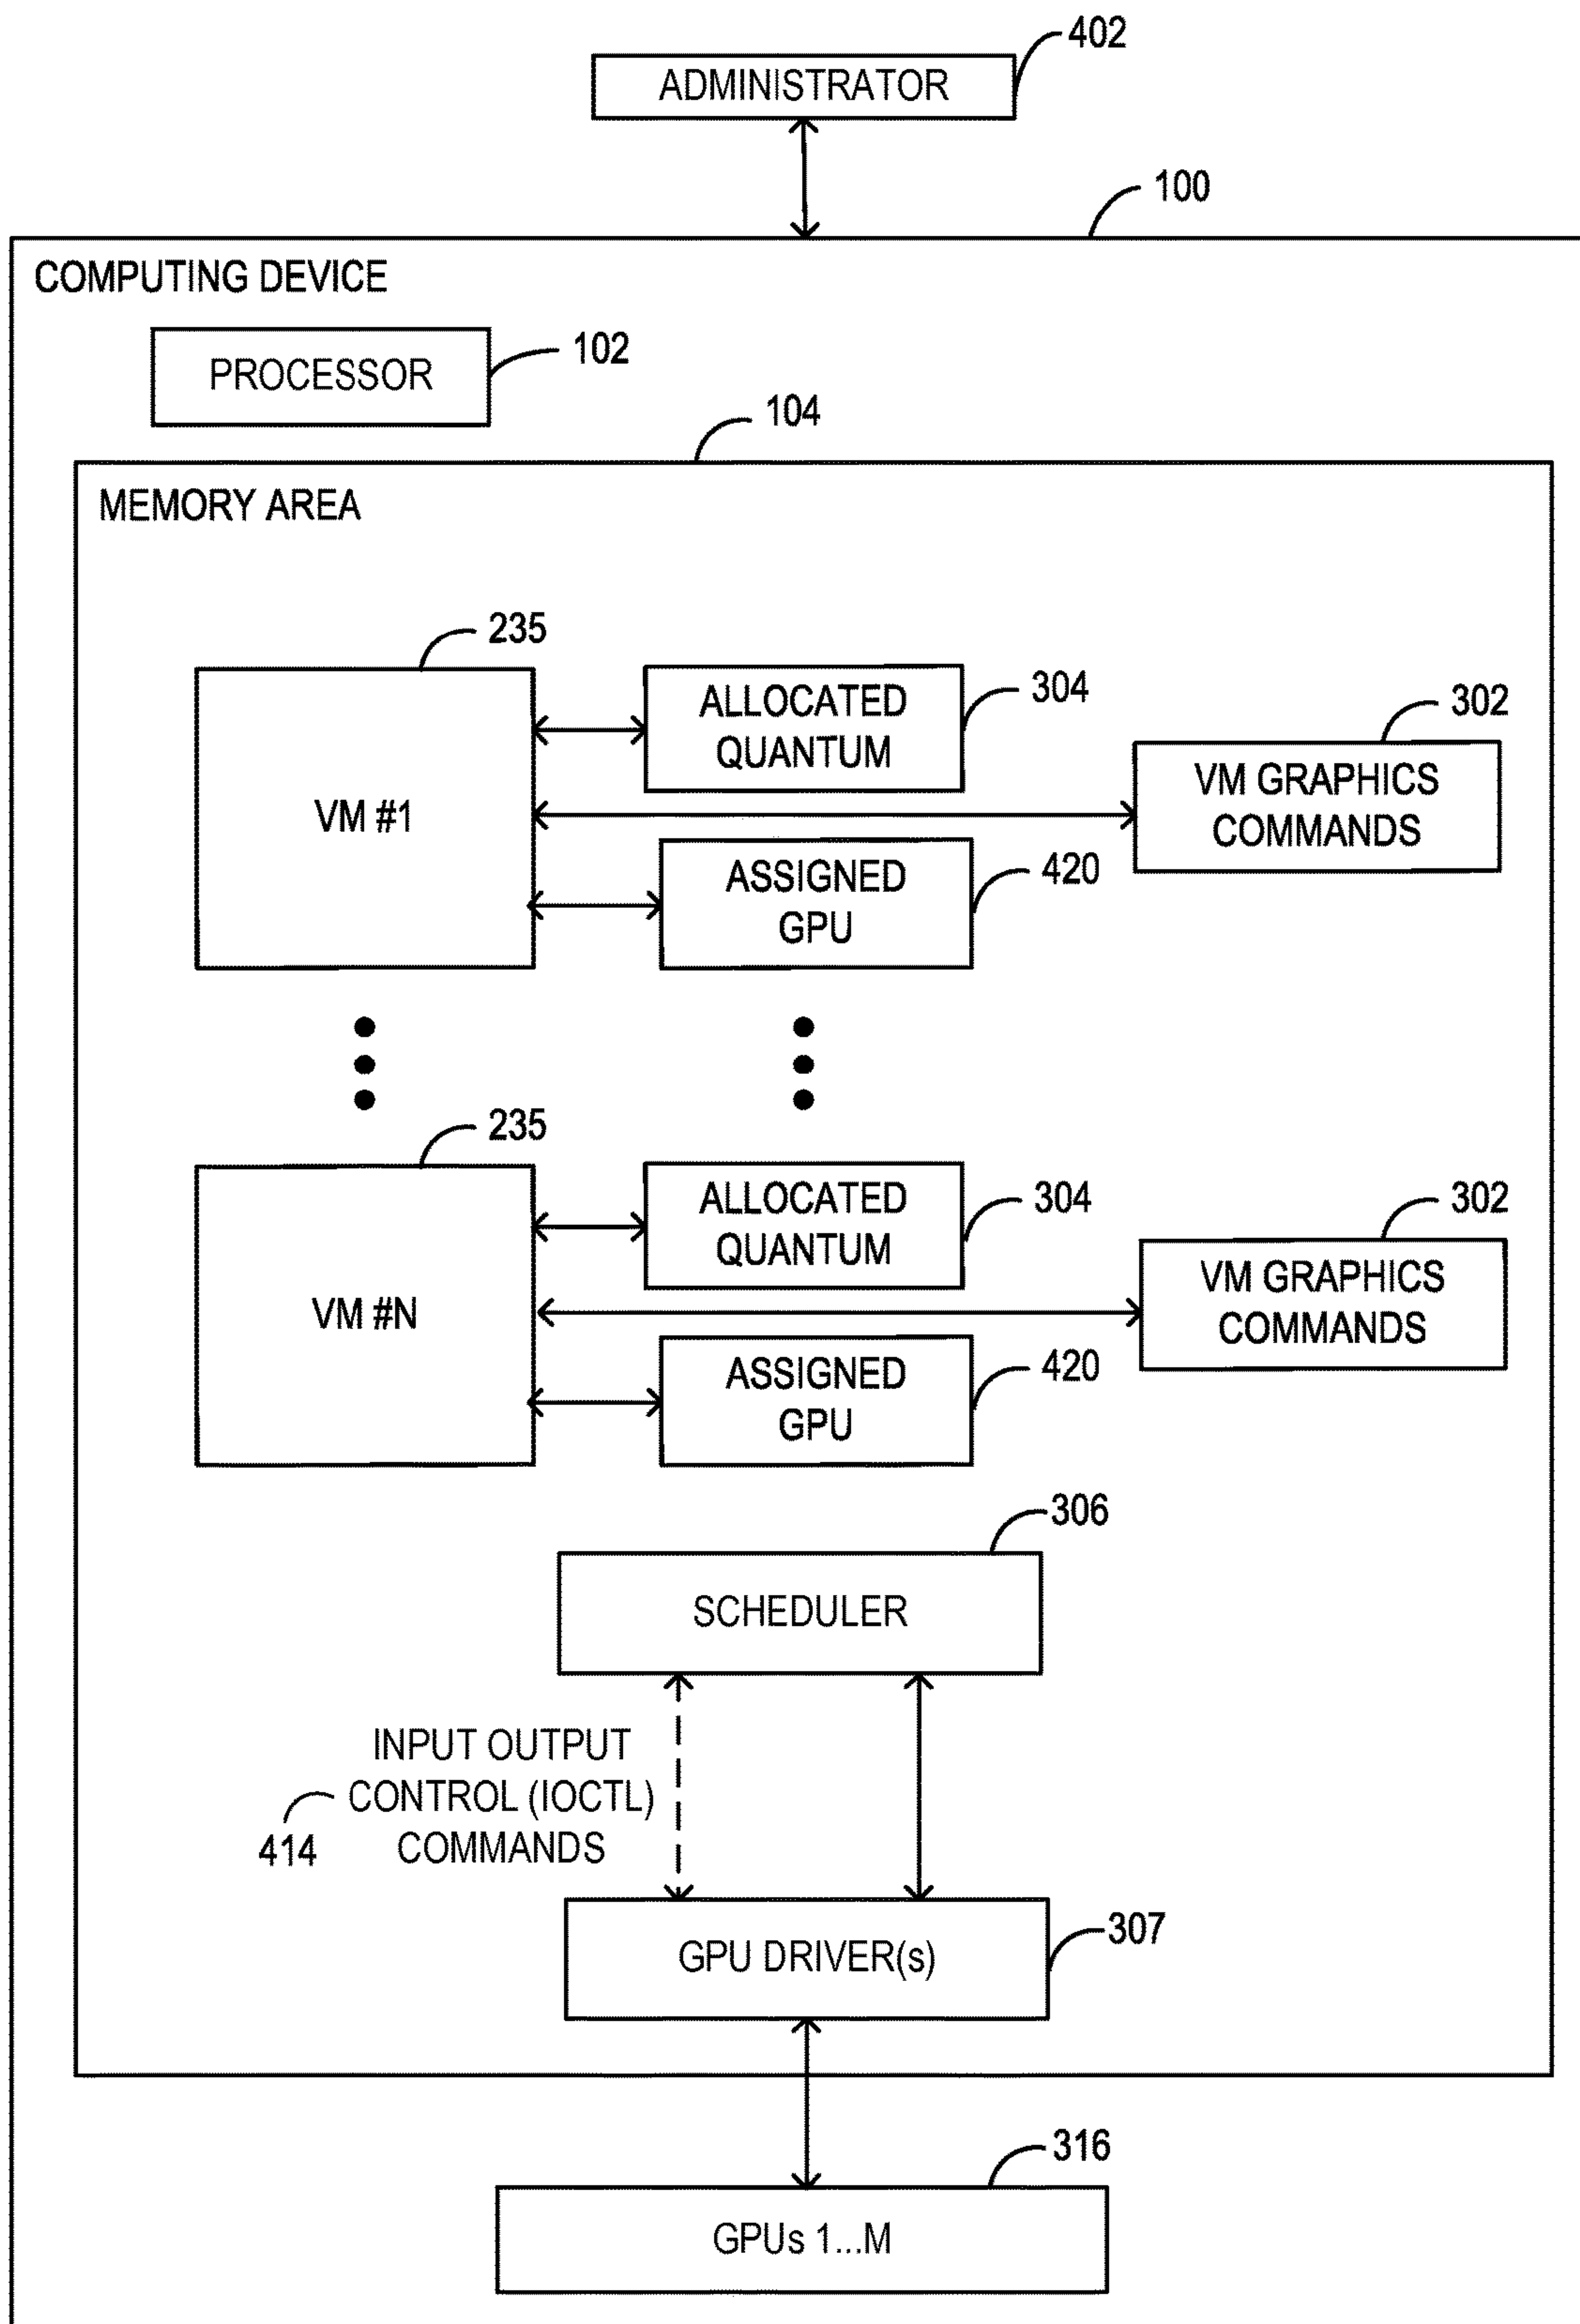 402
ADMINISTRATOR
100
COMPUTING DEVICE
102
PROCESSOR
104
MEMORY AREA
235
VM #1
ALLOCATED
QUANTUM
304
302
VM GRAPHICS
COMMANDS
ASSIGNED
GPU
420
235
VM #N
ALLOCATED
QUANTUM
304
302
VM GRAPHICS
COMMANDS
ASSIGNED
GPU
420
306
SCHEDULER
INPUT OUTPUT
CONTROL (IOCTL)
COMMANDS
414
307
GPU DRIVER(s)
316
GPUs 1...M